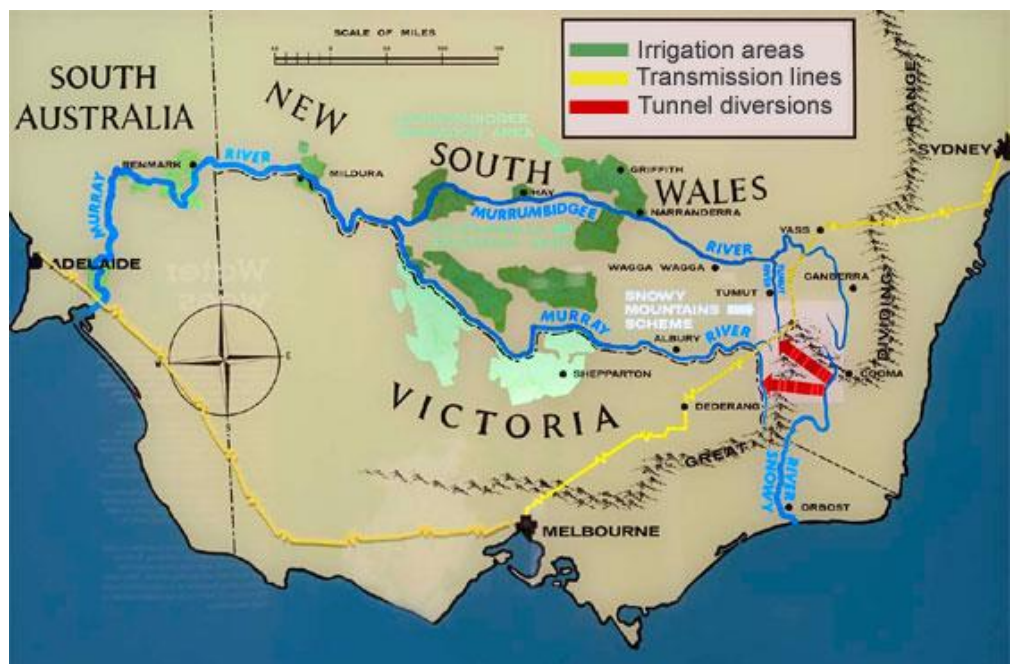 SCALE OF MILES
Irrigation areas
Transmission lines
Tunnel diversions
SOUTH
AUSTRALIA
NEW
SOUTH
WALES
RANGE
SYDNEY
RENMARK
RIVER
MILDURA
GRIFFITH
HAY
MURRAY
MURRUMBIDGEE
NARRANDERRA
YASS
RIVER
ADELAIDE
WAGGA WAGGA
TUMUT
RIVER
CANBERRA
TUMUT
SNOWY
MOUNTAINS
SCHEME
DIVIDING
N
W
E
S
MURRAY
RIVER
ALBURY
SHEPPARTON
COOMA
VICTORIA
DEDERANG
GREAT
SNOWY
RIVER
ORBOST
MELBOURNE